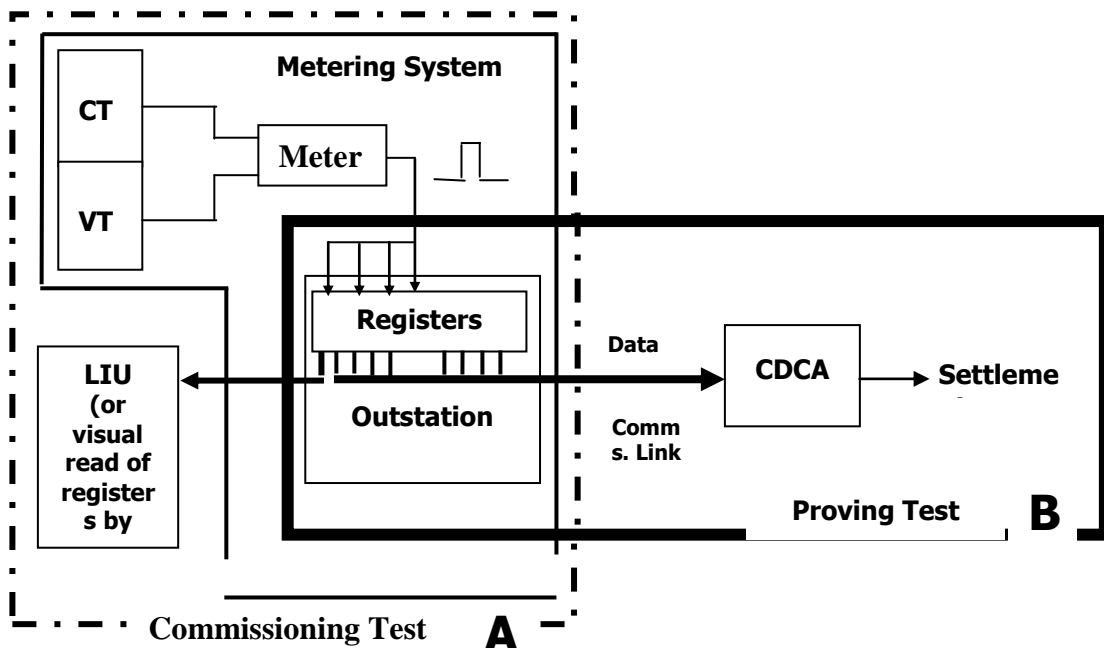 Metering System
CT
VT
Meter
Registers
Outstation
LIU
(or
visual
read of
register
s by
Data
Comm
s. Link
CDCA
Settleme
Proving Test
B
Commissioning Test
A